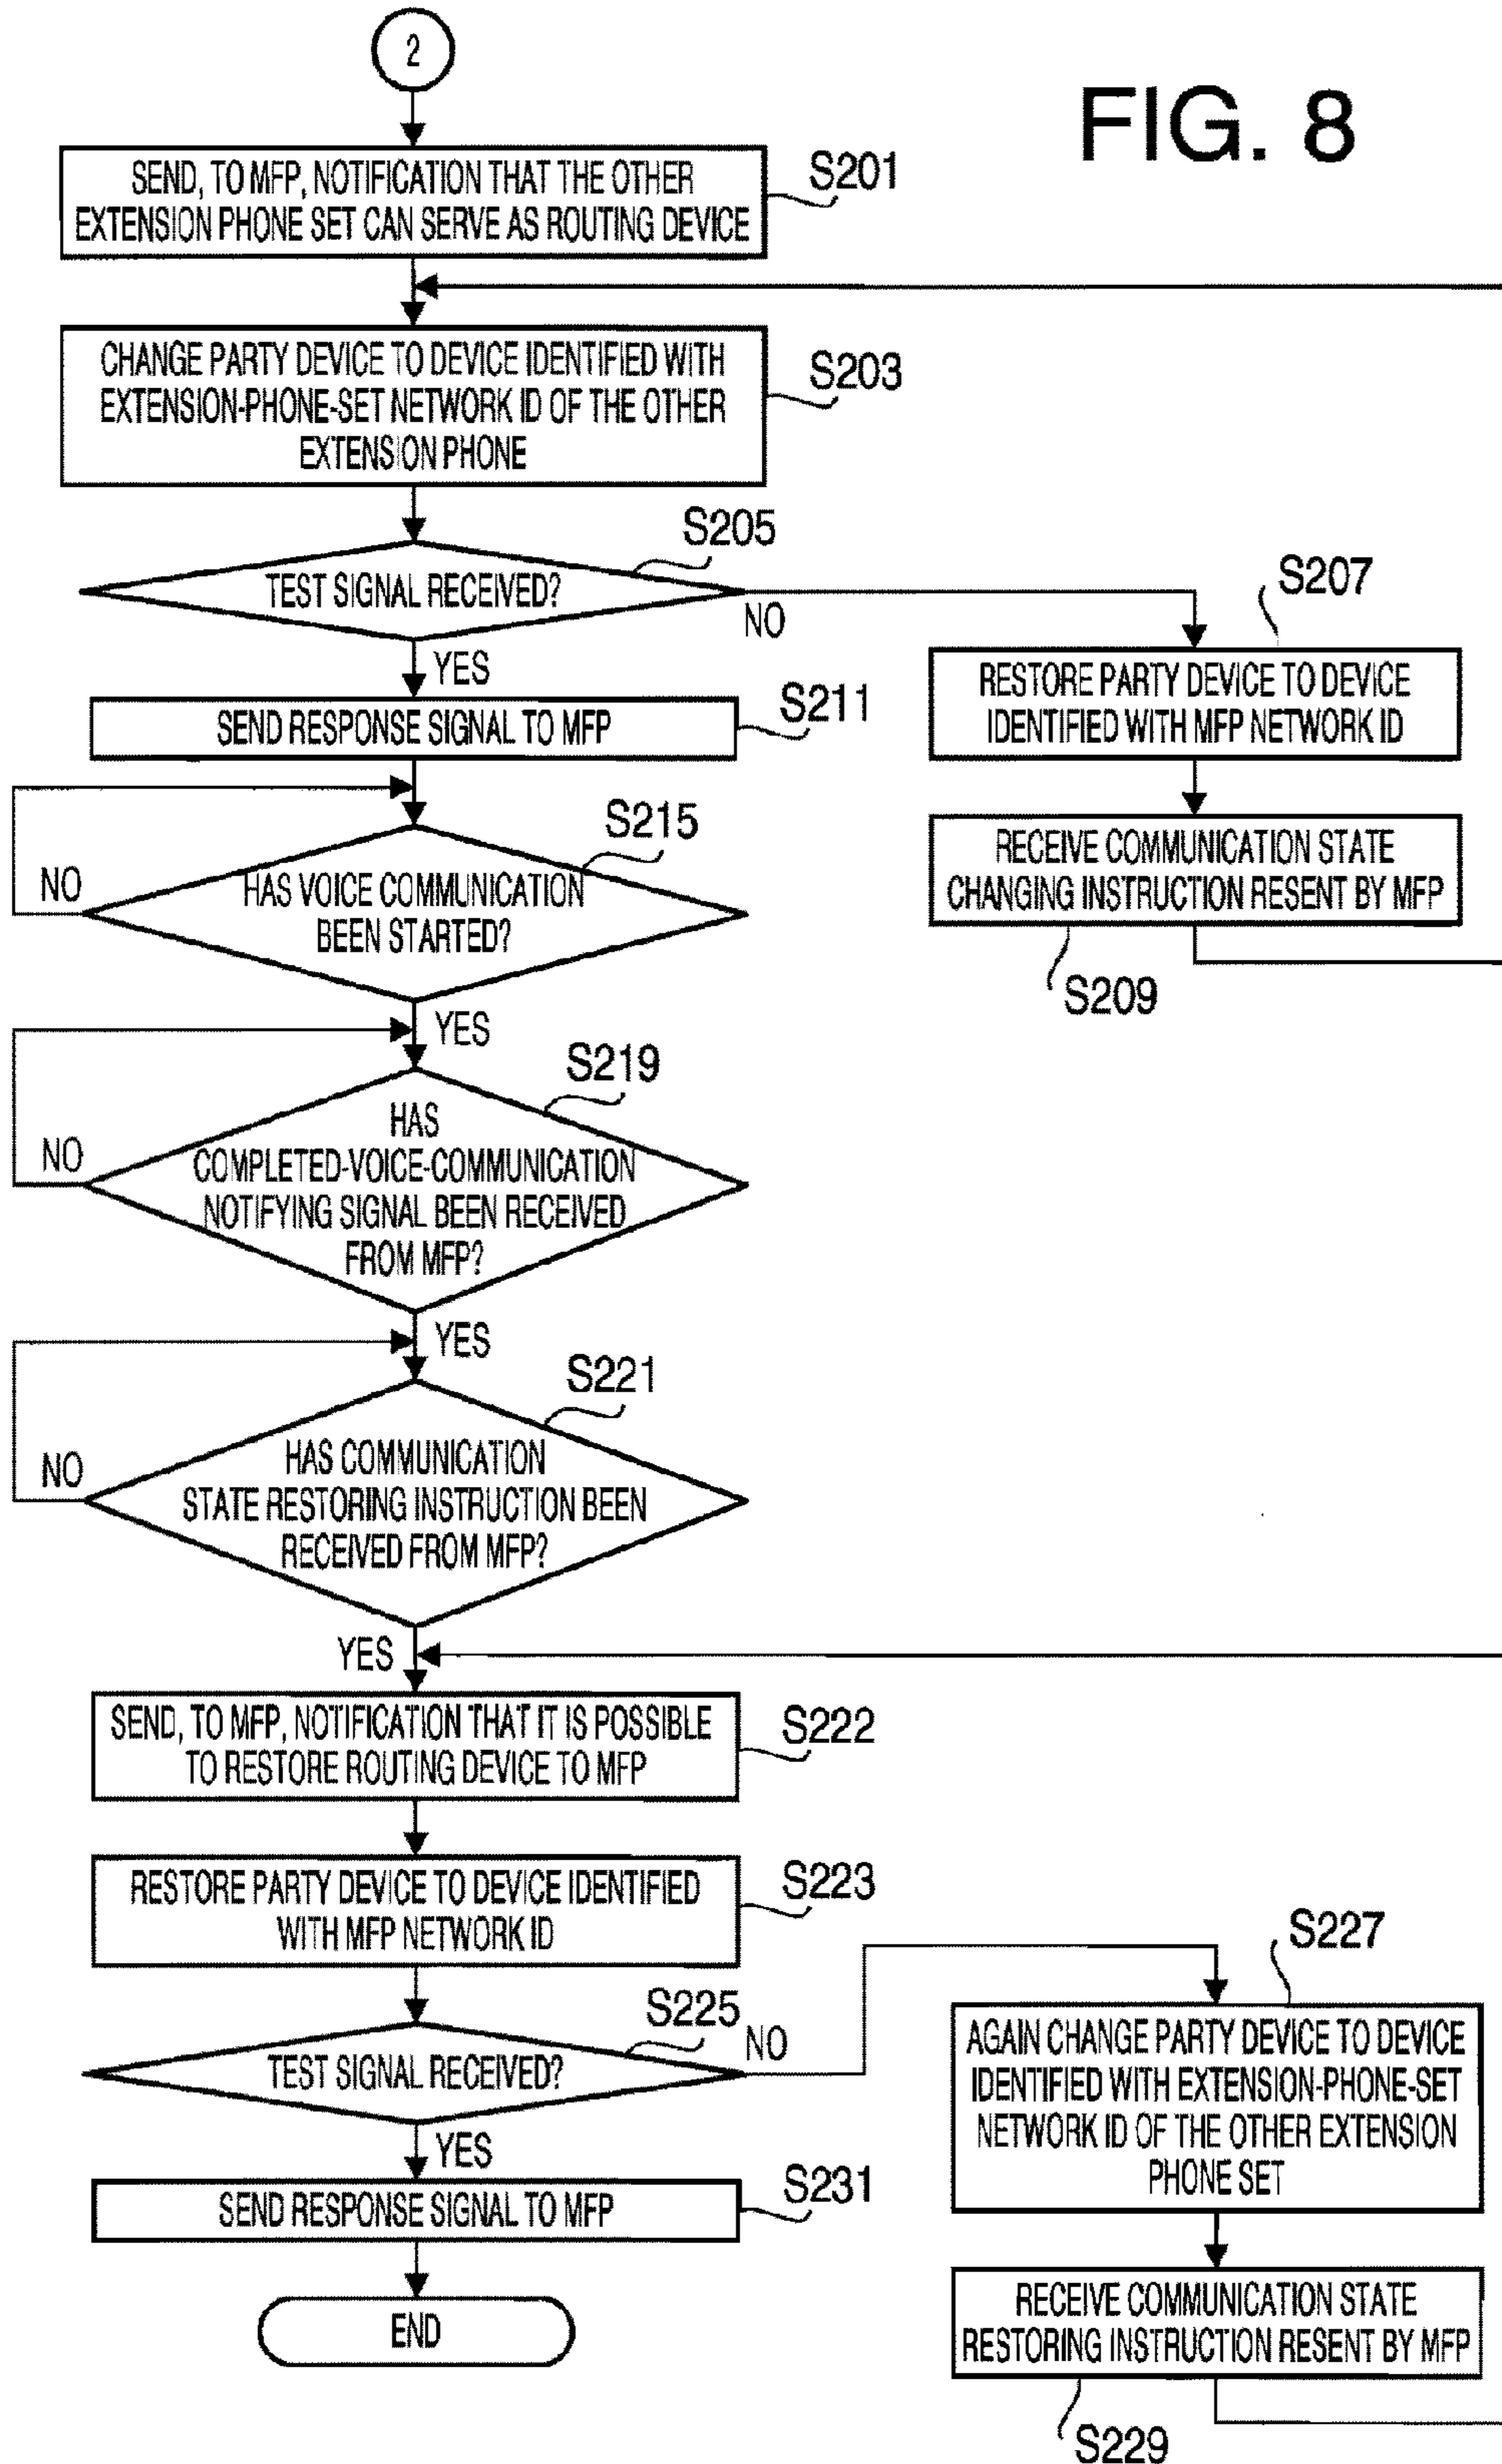 2
FIG. 8
SEND, TO MFP, NOTIFICATION THAT THE OTHER
EXTENSION PHONE SET CAN SERVE AS ROUTING DEVICE
S201
CHANGE PARTY DEVICE TO DEVICE IDENTIFIED WITH
EXTENSION-PHONE-SET NETWORK ID OF THE OTHER
EXTENSION PHONE
S203
S205
TEST SIGNAL RECEIVED?
NO
YES
S207
RESTORE PARTY DEVICE TO DEVICE
IDENTIFIED WITH MFP NETWORK ID
SEND RESPONSE SIGNAL TO MFP
S211
RECEIVE COMMUNICATION STATE
CHANGING INSTRUCTION RESENT BY MFP
S209
S215
HAS VOICE COMMUNICATION
BEEN STARTED?
NO
YES
S219
HAS
COMPLETED-VOICE-COMMUNICATION
NOTIFYING SIGNAL BEEN RECEIVED
FROM MFP?
NO
YES
S221
HAS COMMUNICATION
STATE RESTORING INSTRUCTION BEEN
RECEIVED FROM MFP?
NO
YES
SEND, TO MFP, NOTIFICATION THAT IT IS POSSIBLE
TO RESTORE ROUTING DEVICE TO MFP
S222
RESTORE PARTY DEVICE TO DEVICE IDENTIFIED
WITH MFP NETWORK ID
S223
S225
TEST SIGNAL RECEIVED?
NO
YES
S227
AGAIN CHANGE PARTY DEVICE TO DEVICE
IDENTIFIED WITH EXTENSION-PHONE-SET
NETWORK ID OF THE OTHER EXTENSION
PHONE SET
SEND RESPONSE SIGNAL TO MFP
S231
RECEIVE COMMUNICATION STATE
RESTORING INSTRUCTION RESENT BY MFP
S229
END